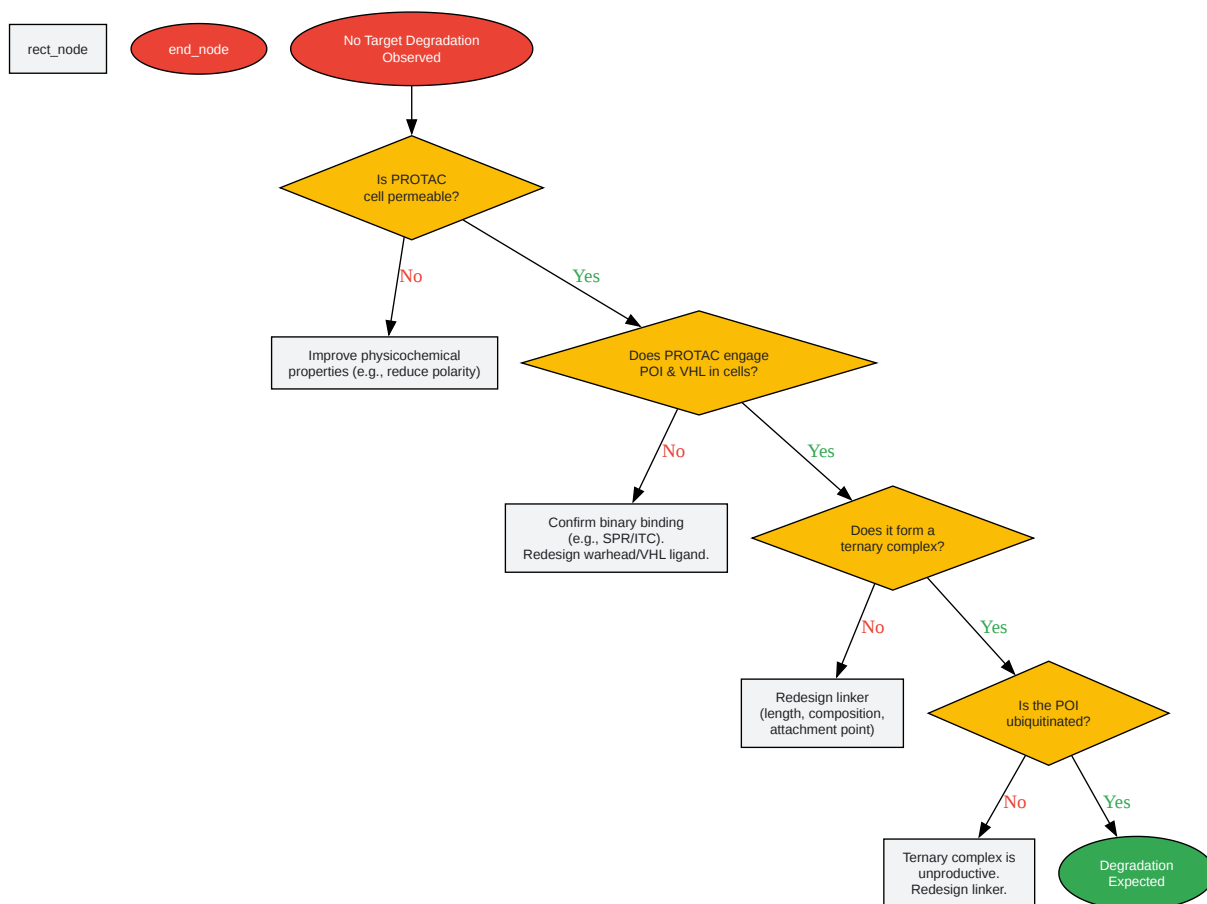 rect_node
end_node
No Target Degradation
Observed
Is PROTAC
cell permeable?
No
Yes
Improve physicochemical
properties (e.g., reduce polarity)
Does PROTAC engage
POI & VHL in cells?
No
Yes
Confirm binary binding
(e.g., SPR/ITC).
Redesign warhead/VHL ligand.
Does it form a
ternary complex?
No
Yes
Redesign linker
(length, composition,
attachment point)
Is the POI
ubiquitinated?
No
Yes
Ternary complex is
unproductive.
Redesign linker.
Degradation
Expected